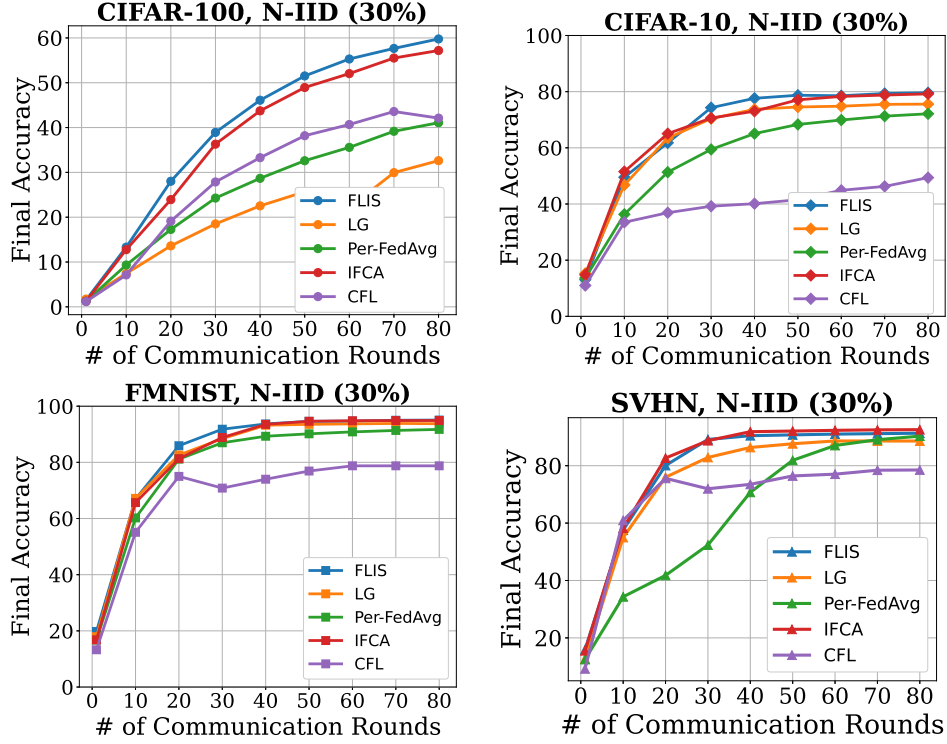 CIFAR-100, N-IID (30%)
Final Accuracy
60
50
40
30
20
10
0
0 10 20 30 40 50 60 70 80
# of Communication Rounds
FLIS
LG
Per-FedAvg
IFCA
CFL
CIFAR-10, N-IID (30%)
Final Accuracy
100
80
60
40
20
0
0 10 20 30 40 50 60 70 80
# of Communication Rounds
FLIS
LG
Per-FedAvg
IFCA
CFL
FMNIST, N-IID (30%)
Final Accuracy
100
80
60
40
20
0
0 10 20 30 40 50 60 70 80
# of Communication Rounds
FLIS
LG
Per-FedAvg
IFCA
CFL
SVHN, N-IID (30%)
Final Accuracy
80
60
40
20
0 10 20 30 40 50 60 70 80
# of Communication Rounds
FLIS
LG
Per-FedAvg
IFCA
CFL